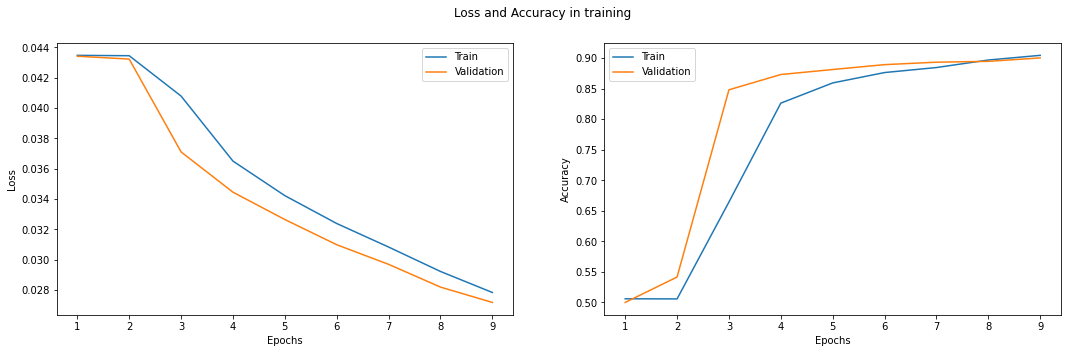 Loss and Accuracy in training
0.044
0.042
0.040
0.038
0.036
0.034
0.032
0.030
0.028
Loss
1 2 3 4 5 6 7 8 9
Epochs
Train
Validation
0.90
0.85
0.80
0.75
0.70
0.65
0.60
0.55
0.50
Accuracy
1 2 3 4 5 6 7 8 9
Epochs
Train
Validation